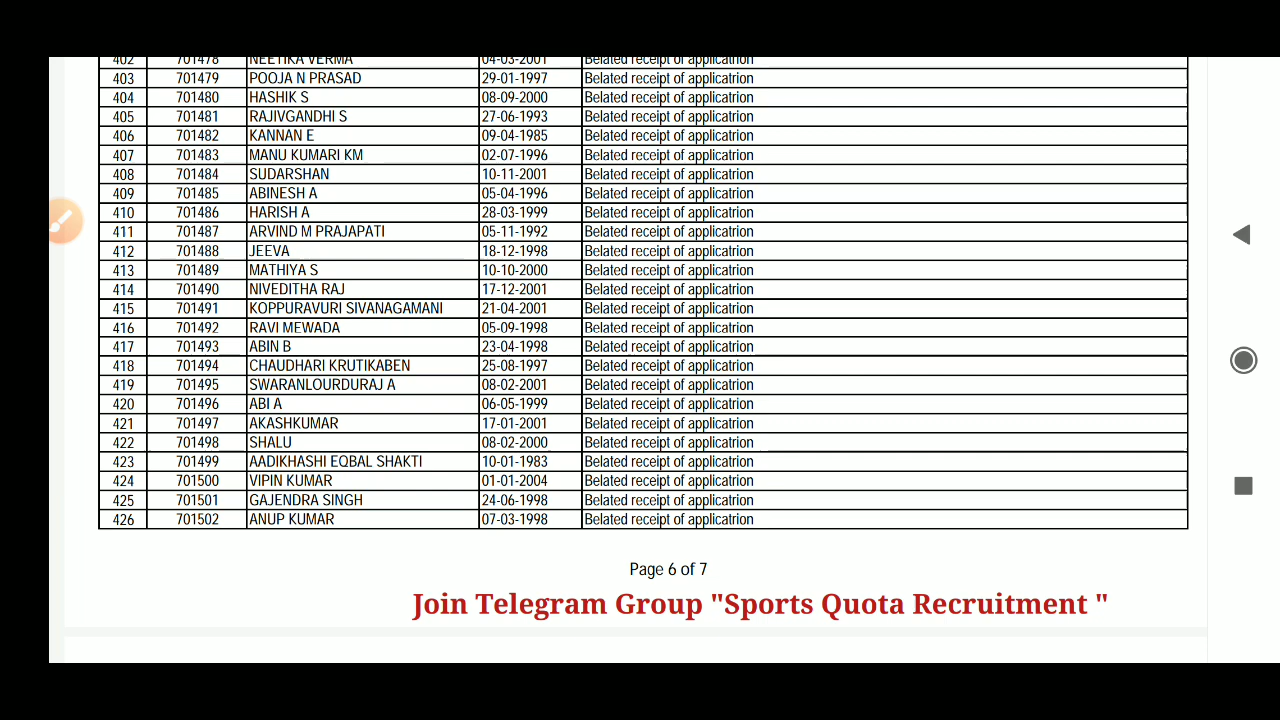 402 701478 NEETIKA VERMA 04-03-2001 Belated receipt of applicatrion
403 701479 POOJA N PRASAD 29-01-1997 Belated receipt of applicatrion
404 701480 HASHIK S 08-09-2000 Belated receipt of applicatrion
405 701481 RAJIVGANDHI S 27-06-1993 Belated receipt of applicatrion
406 701482 KANNAN E 09-04-1985 Belated receipt of applicatrion
407 701483 MANU KUMARI KM 02-07-1996 Belated receipt of applicatrion
408 701484 SUDARSHAN 10-11-2001 Belated receipt of applicatrion
409 701485 ABINESH A 05-04-1996 Belated receipt of applicatrion
410 701486 HARISH A 28-03-1999 Belated receipt of applicatrion
411 701487 ARVIND M PRAJAPATI 05-11-1992 Belated receipt of applicatrion
412 701488 JEEVA 18-12-1998 Belated receipt of applicatrion
413 701489 MATHIYA S 10-10-2000 Belated receipt of applicatrion
414 701490 NIVEDITHA RAJ 17-12-2001 Belated receipt of applicatrion
415 701491 KOPPURAVURI SIVANAGAMANI 21-04-2001 Belated receipt of applicatrion
416 701492 RAVI MEWADA 05-09-1998 Belated receipt of applicatrion
417 701493 ABIN B 23-04-1998 Belated receipt of applicatrion
418 701494 CHAUDHARI KRUTIKABEN 25-08-1997 Belated receipt of applicatrion
419 701495 SWARANLOURDURAJ A 08-02-2001 Belated receipt of applicatrion
420 701496 ABI A 06-05-1999 Belated receipt of applicatrion
421 701497 AKASHKUMAR 17-01-2001 Belated receipt of applicatrion
422 701498 SHALU 08-02-2000 Belated receipt of applicatrion
423 701499 AADIKHASHI EQBAL SHAKTI 10-01-1983 Belated receipt of applicatrion
424 701500 VIPIN KUMAR 01-01-2004 Belated receipt of applicatrion
425 701501 GAJENDRA SINGH 24-06-1998 Belated receipt of applicatrion
426 701502 ANUP KUMAR 07-03-1998 Belated receipt of applicatrion
Page 6 of 7
Join Telegram Group "Sports Quota Recruitment "